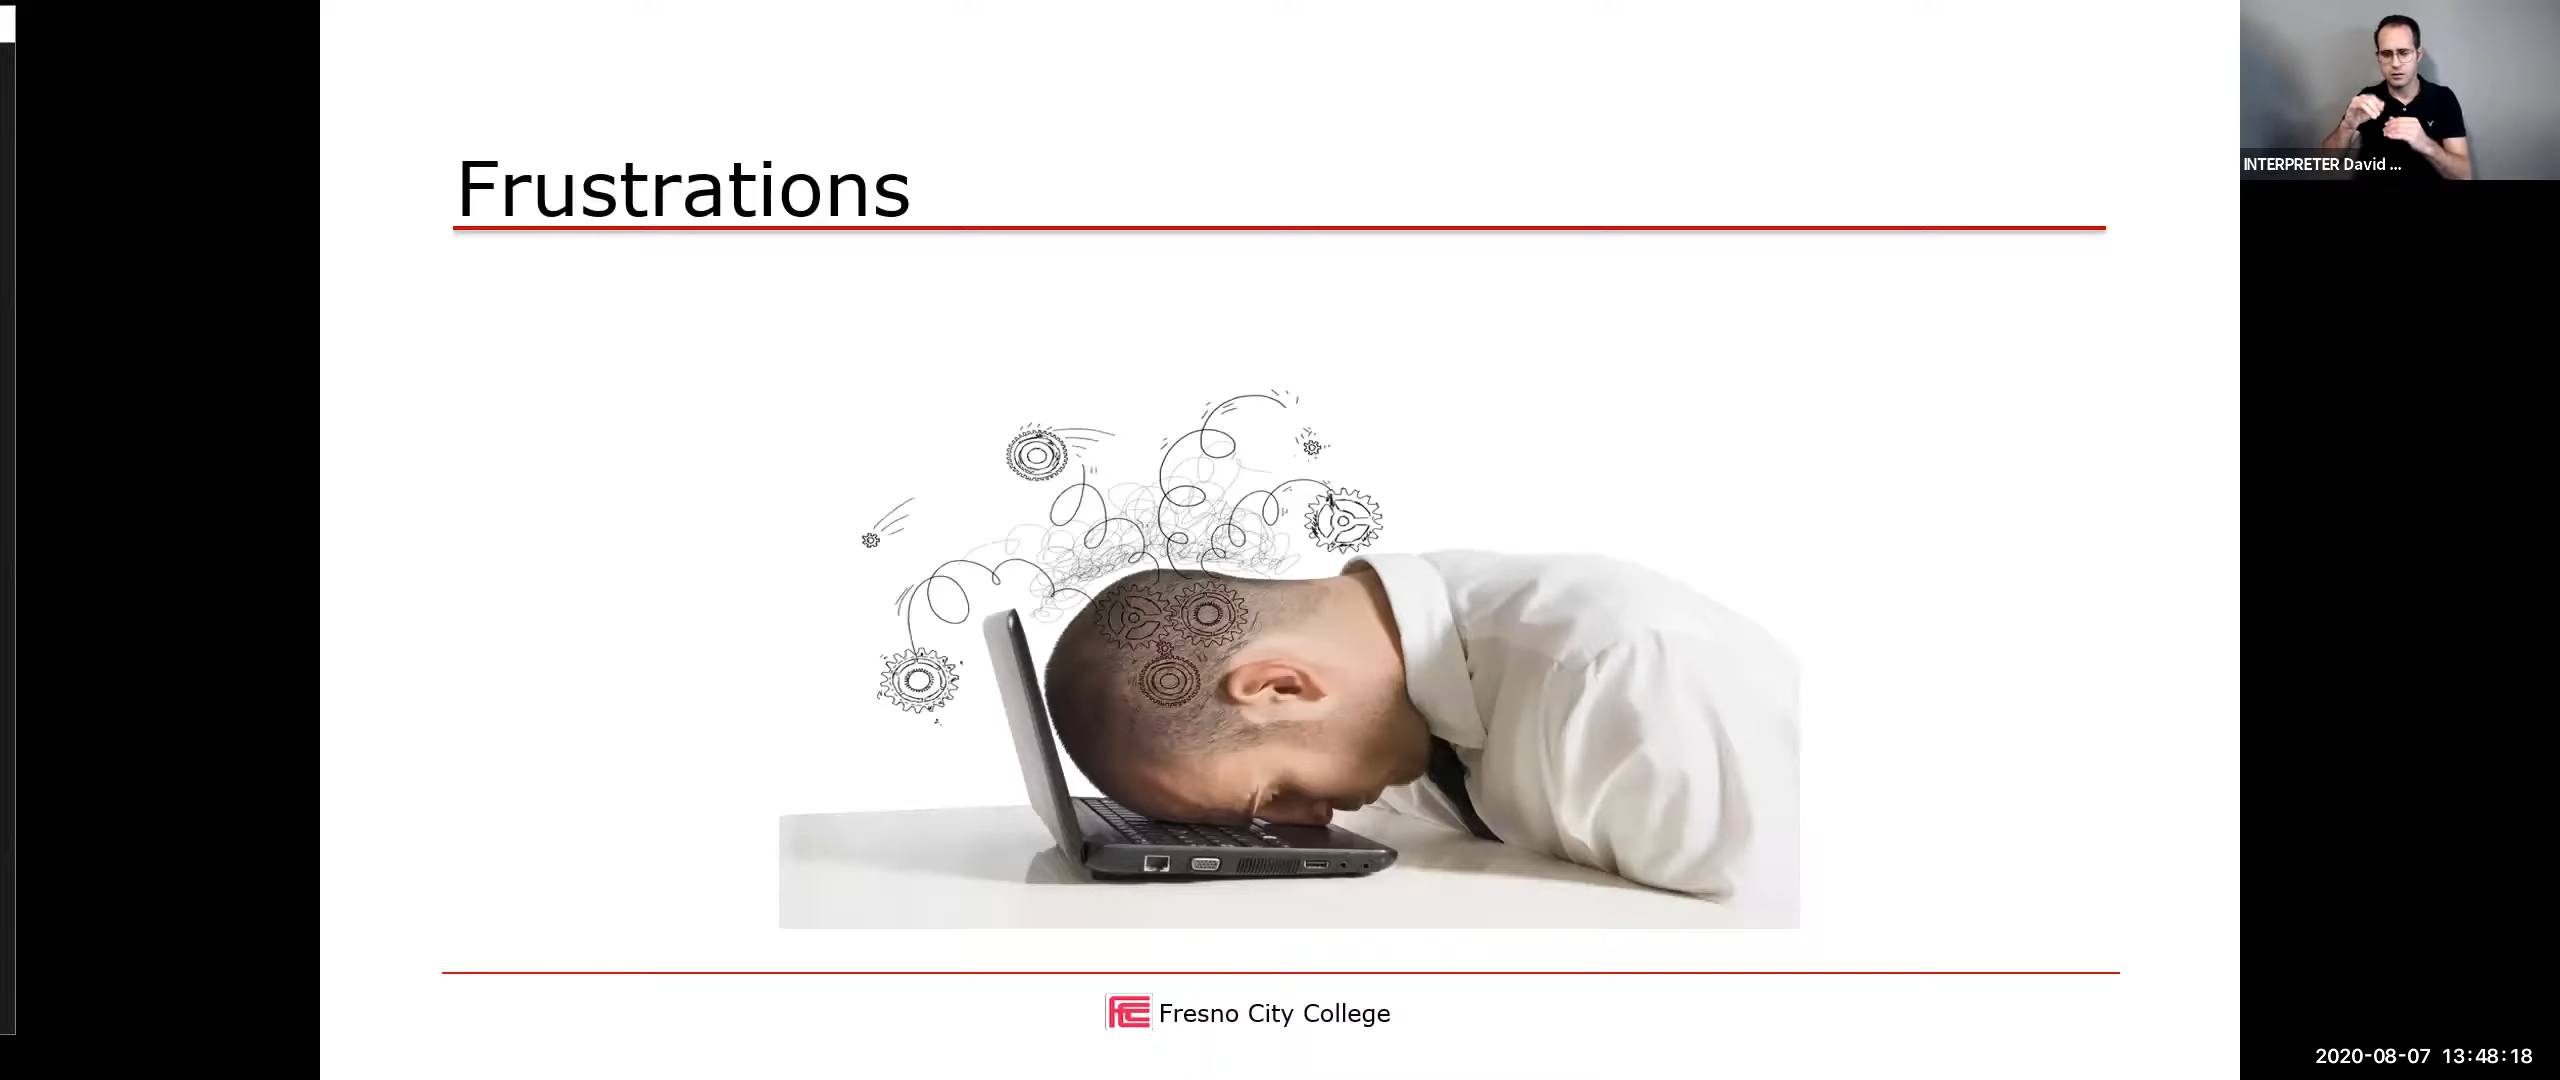 Frustrations
INTERPRETER David ...
Fresno City College
2020-08-07 13:48:18